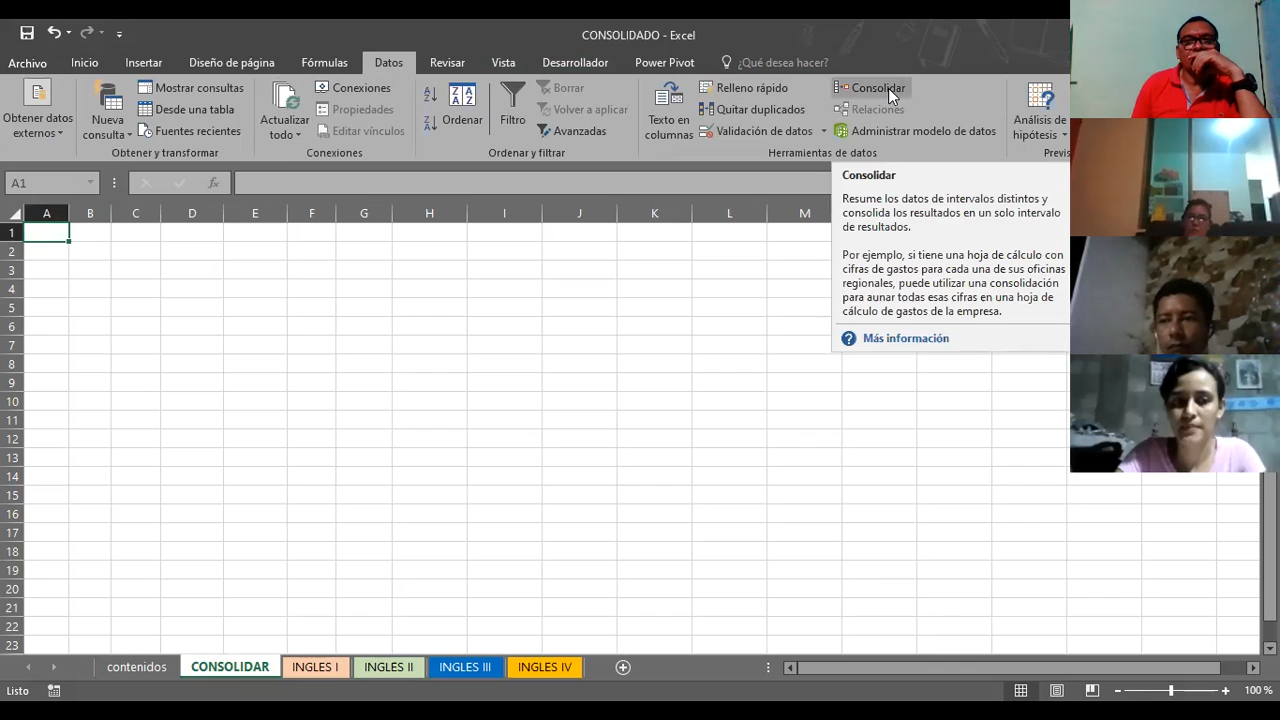 CONSOLIDADO - Excel
Archivo Inicio Insertar Diseño de página Fórmulas Datos Revisar Vista Desarrollador Power Pivot ¿Qué desea hacer?
Obtener datos externos
Nueva consulta
Mostrar consultas
Desde una tabla
Fuentes recientes
Obtener y transformar
Actualizar todo
Conexiones
Propiedades
Editar vínculos
Conexiones
Ordenar
Filtro
Borrar
Volver a aplicar
Avanzadas
Ordenar y filtrar
Texto en columnas
Relleno rápido
Quitar duplicados
Validación de datos
Consolidar
Relaciones
Administrar modelo de datos
Herramientas de datos
Análisis de hipótesis
Previs
A1
fx
Consolidar
Resume los datos de intervalos distintos y
consolida los resultados en un solo intervalo
de resultados.
Por ejemplo, si tiene una hoja de cálculo con
cifras de gastos para cada una de sus oficinas
regionales, puede utilizar una consolidación
para aunar todas esas cifras en una hoja de
cálculo de gastos de la empresa.
Más información
A B C D E F G H I J K L M
1
2
3
4
5
6
7
8
9
10
11
12
13
14
15
16
17
18
19
20
21
22
23
contenidos CONSOLIDAR INGLES I INGLES II INGLES III INGLES IV
Listo
100 %